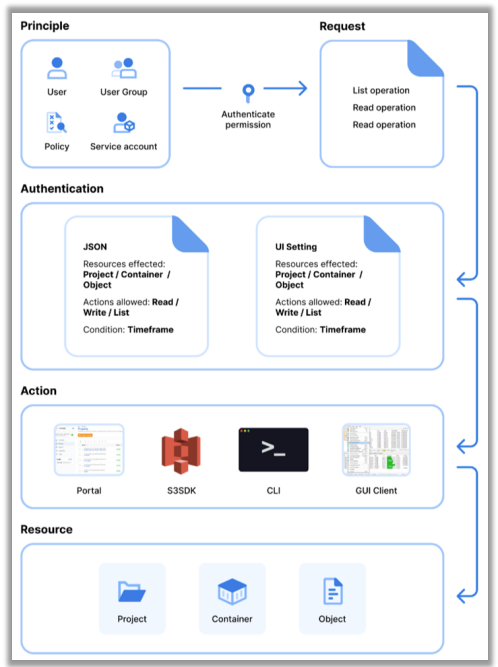 Principle
Request
User
User Group
Policy
Service account
Authenticate
permission
List operation
Read operation
Read operation
Authentication
JSON
Resources effected:
Project / Container /
Object
Actions allowed: Read /
Write / List
Condition: Timeframe
UI Setting
Resources effected:
Project / Container /
Object
Actions allowed: Read /
Write / List
Condition: Timeframe
Action
>_
Portal
S3SDK
CLI
GUI Client
Resource
Project
Container
Object